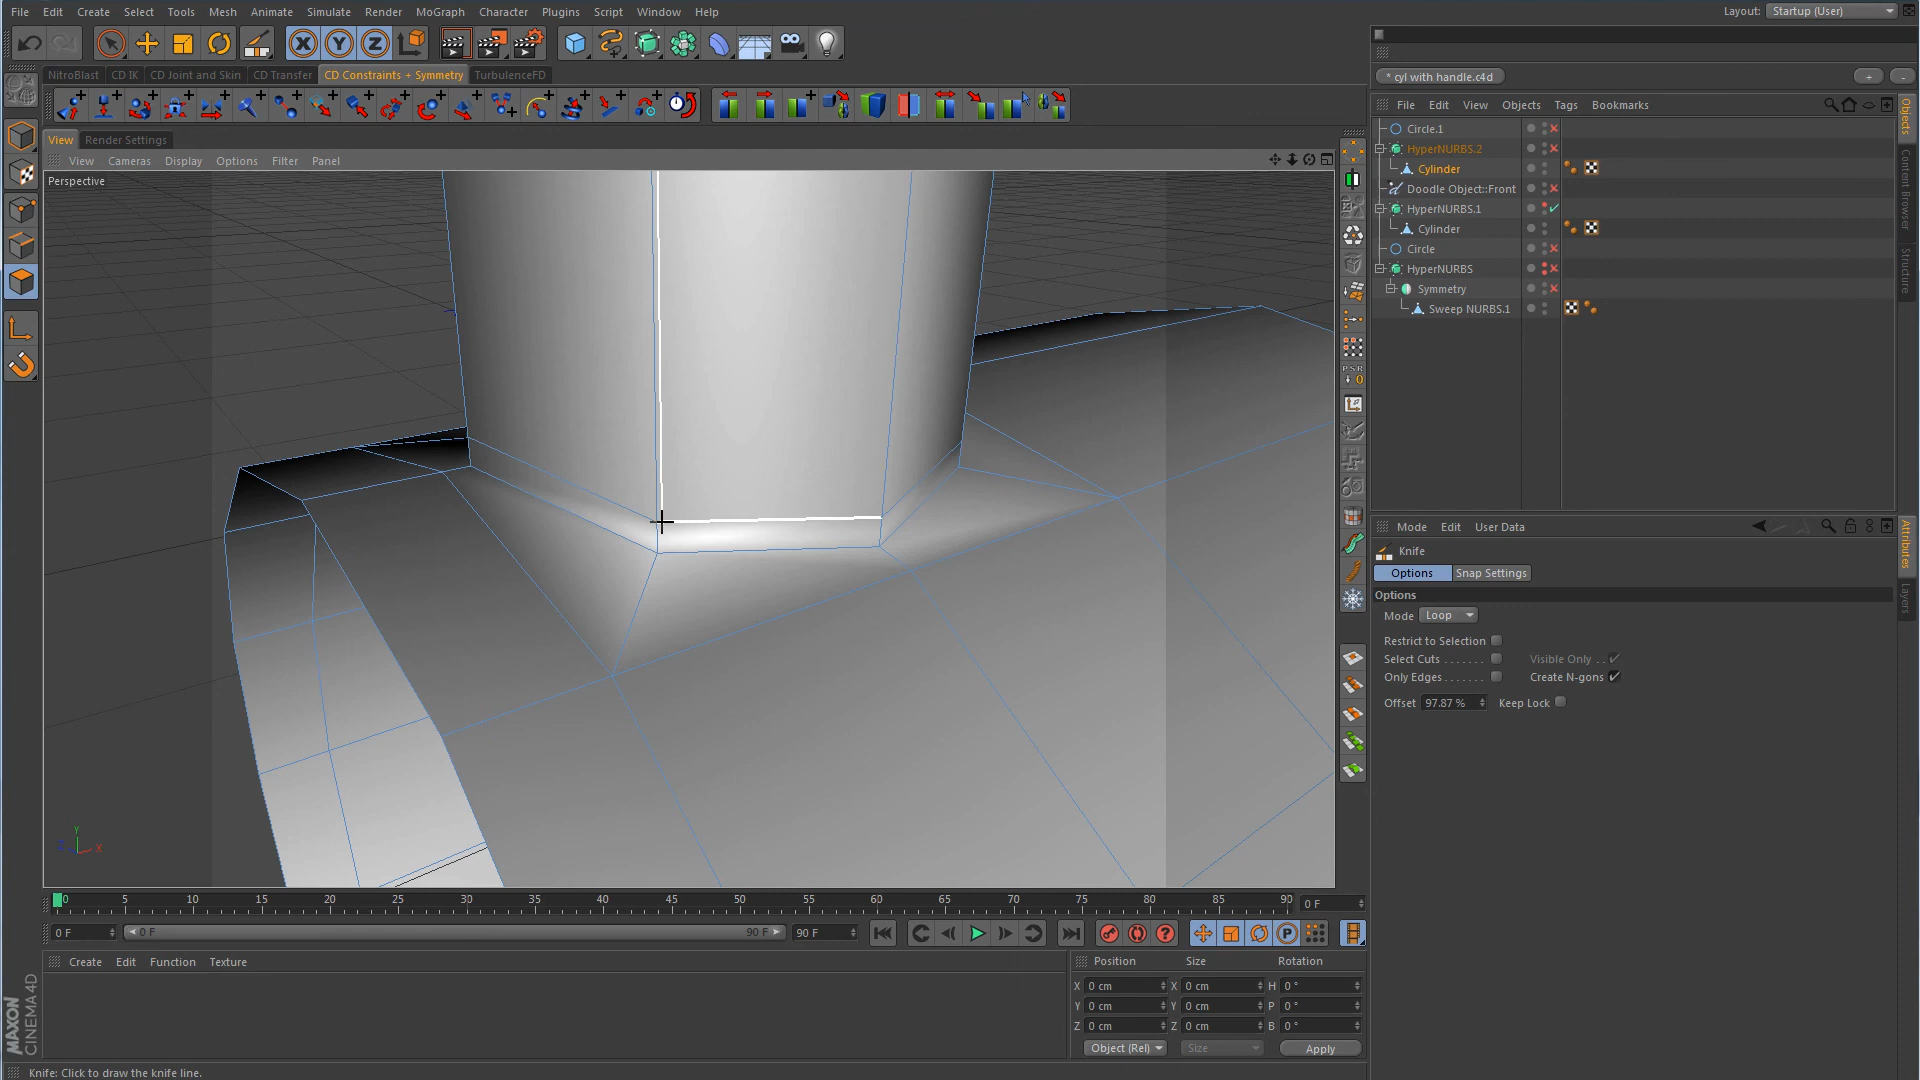 File Edit Create Select Tools Mesh Animate Simulate Render MoGraph Character Plugins Script Window Help
Layout: Startup (User)
NitroBlast CD IK CD Joint and Skin CD Transfer CD Constraints + Symmetry TurbulenceFD
* cyl with handle.c4d + -
File Edit View Objects Tags Bookmarks
View Render Settings
View Cameras Display Options Filter Panel
Perspective
Circle.1
HyperNURBS.2
Cylinder
Doodle Object::Front
HyperNURBS.1
Cylinder
Circle
HyperNURBS
Symmetry
Sweep NURBS.1
Objects
Content Browser
Structure
PSR
0
Mode Edit User Data
Knife
Options Snap Settings
Options
Mode Loop
Restrict to Selection
Select Cuts Visible Only
Only Edges Create N-gons
Offset 97.87 % Keep Lock
Attributes
Layers
Y
X
Z
0 5 10 15 20 25 30 35 40 45 50 55 60 65 70 75 80 85 90 0 F
0 F 0 F 90 F 90 F
Create Edit Function Texture
Position Size Rotation
X 0 cm X 0 cm H 0 °
Y 0 cm Y 0 cm P 0 °
Z 0 cm Z 0 cm B 0 °
Object (Rel) Size Apply
MAXON
CINEMA 4D
Knife: Click to draw the knife line.